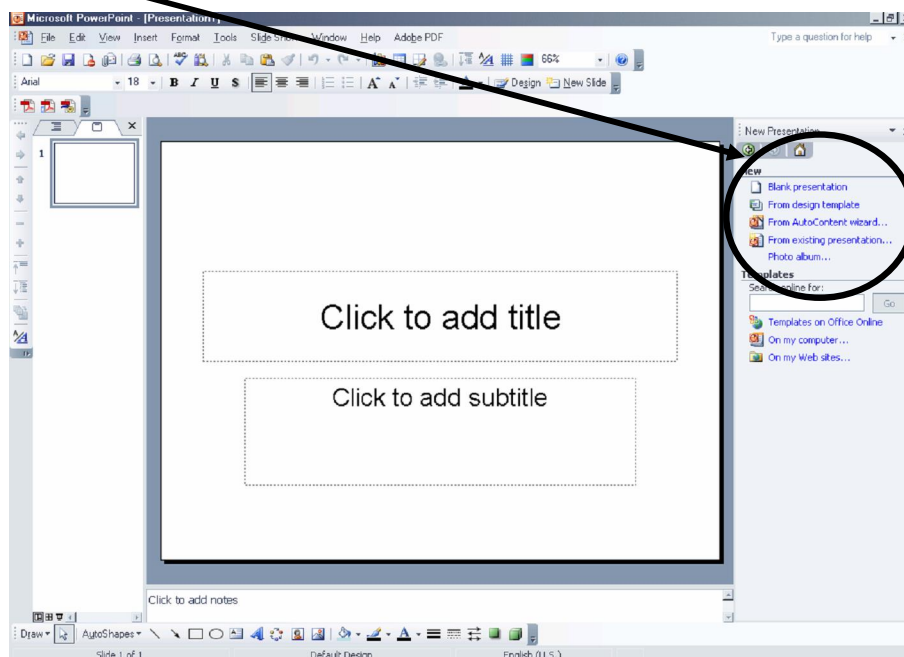 Microsoft PowerPoint - [Presentation1]
File Edit View Insert Format Tools Slide Show Window Help Adobe PDF
Type a question for help
66%
Arial 18 B I U S A A A Design New Slide
New Presentation
1
New
Blank presentation
From design template
From AutoContent wizard...
From existing presentation...
Photo album...
Templates
Search online for:
Go
Templates on Office Online
On my computer...
On my Web sites...
Click to add title
Click to add subtitle
Click to add notes
Draw AutoShapes A
Slide 1 of 1 Default Design English (U.S.)